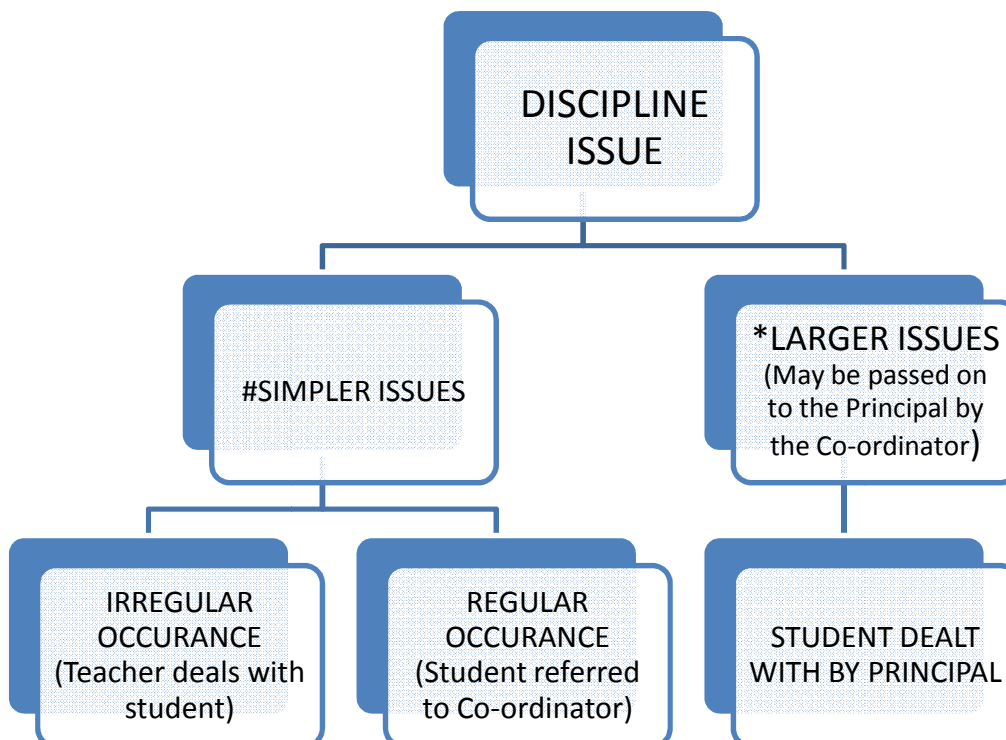 DISCIPLINE
ISSUE
#SIMPLER ISSUES
*LARGER ISSUES
(May be passed on
to the Principal by
the Co-ordinator)
IRREGULAR
OCCURANCE
(Teacher deals with
student)
REGULAR
OCCURANCE
(Student referred
to Co-ordinator)
STUDENT DEALT
WITH BY PRINCIPAL